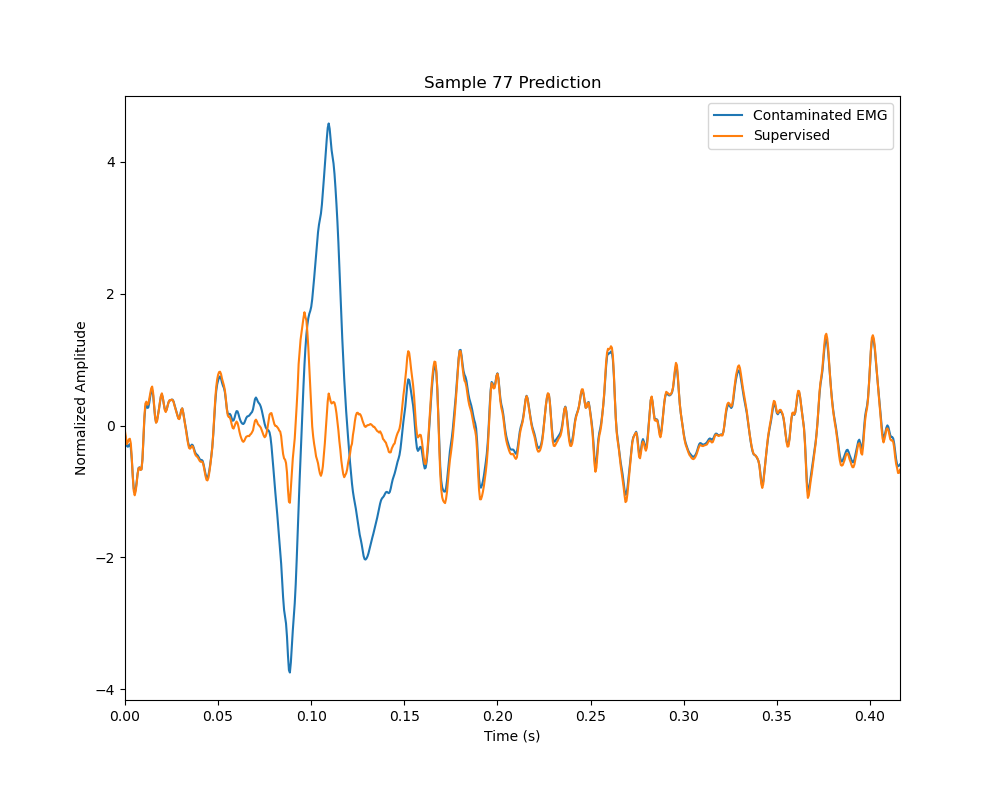 Sample 77 Prediction
Contaminated EMG
Supervised
Normalized Amplitude
4
2
0
−2
−4
0.00 0.05 0.10 0.15 0.20 0.25 0.30 0.35 0.40
Time (s)